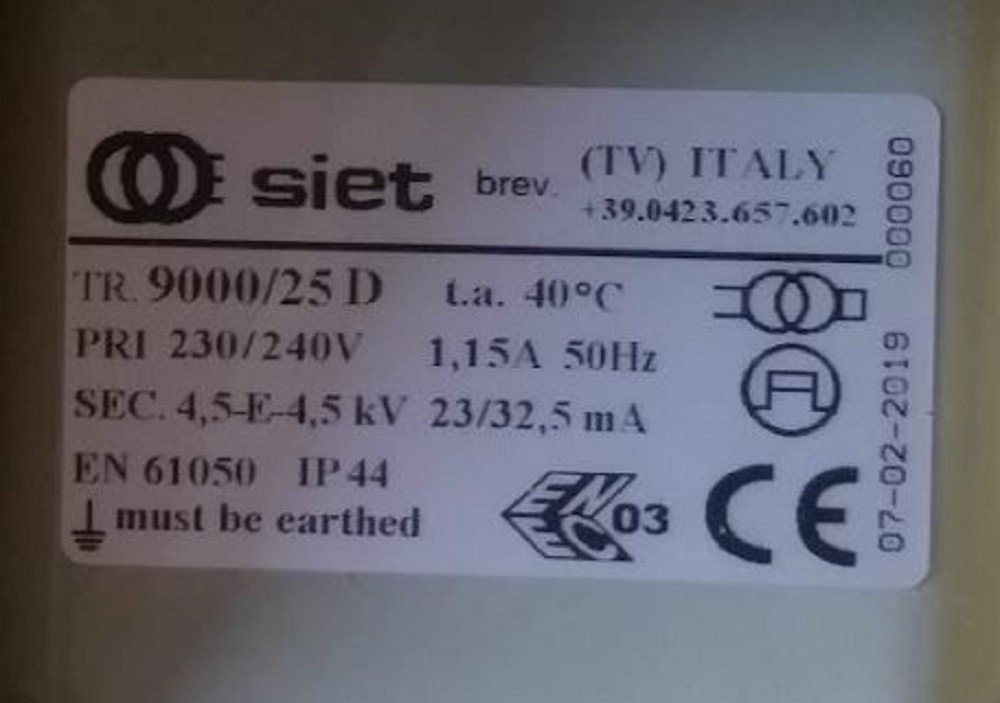 siet brev. (TV) ITALY
+39.0423.657.602
TR. 9000/25 D t.a. 40°C
PRI 230/240V 1,15A 50Hz
SEC. 4,5-E-4,5 kV 23/32,5 mA
EN 61050 IP 44
must be earthed
ENEC 03 CE
000060
07-02-2019